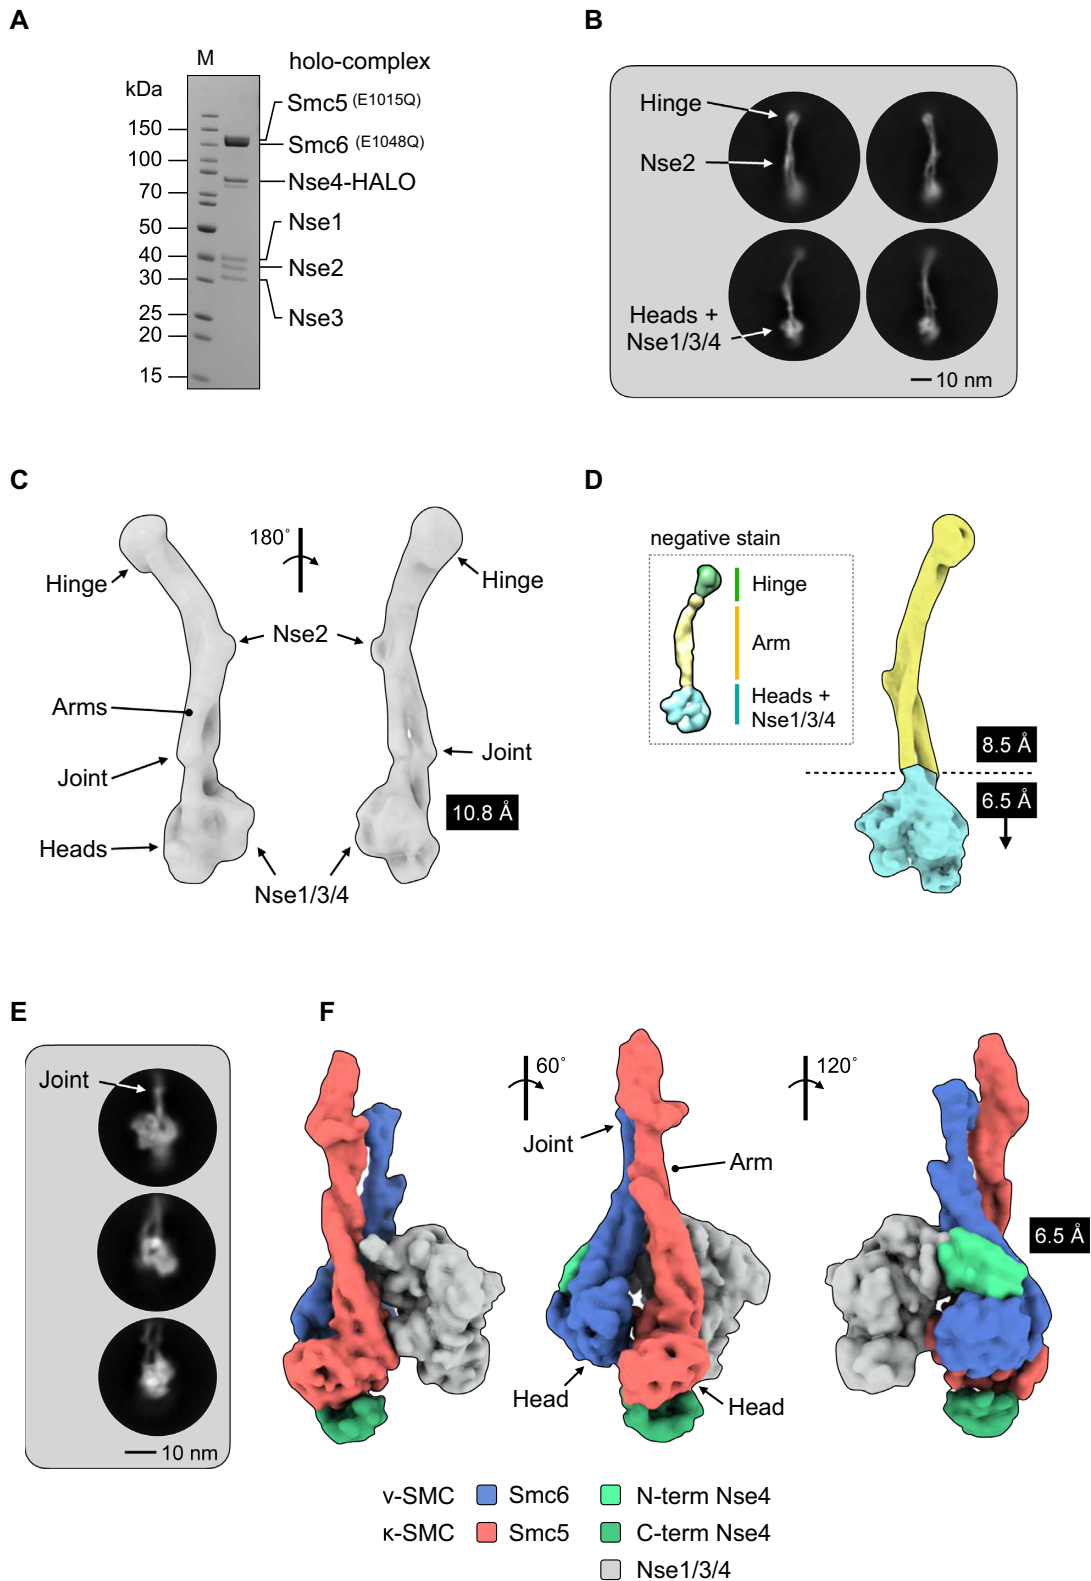 A
M
holo-complex
kDa
150
100
70
50
40
30
25
20
15
Smc5 (E1015Q)
Smc6 (E1048Q)
Nse4-HALO
Nse1
Nse2
Nse3
B
Hinge
Nse2
Heads +
Nse1/3/4
10 nm
C
180°
Hinge
Hinge
Nse2
Arms
Joint
Joint
10.8 Å
Heads
Nse1/3/4
D
negative stain
Hinge
Arm
Heads +
Nse1/3/4
8.5 Å
6.5 Å
E
Joint
10 nm
F
60°
120°
Joint
Arm
6.5 Å
Head
Head
ν-SMC
Smc6
N-term Nse4
κ-SMC
Smc5
C-term Nse4
Nse1/3/4